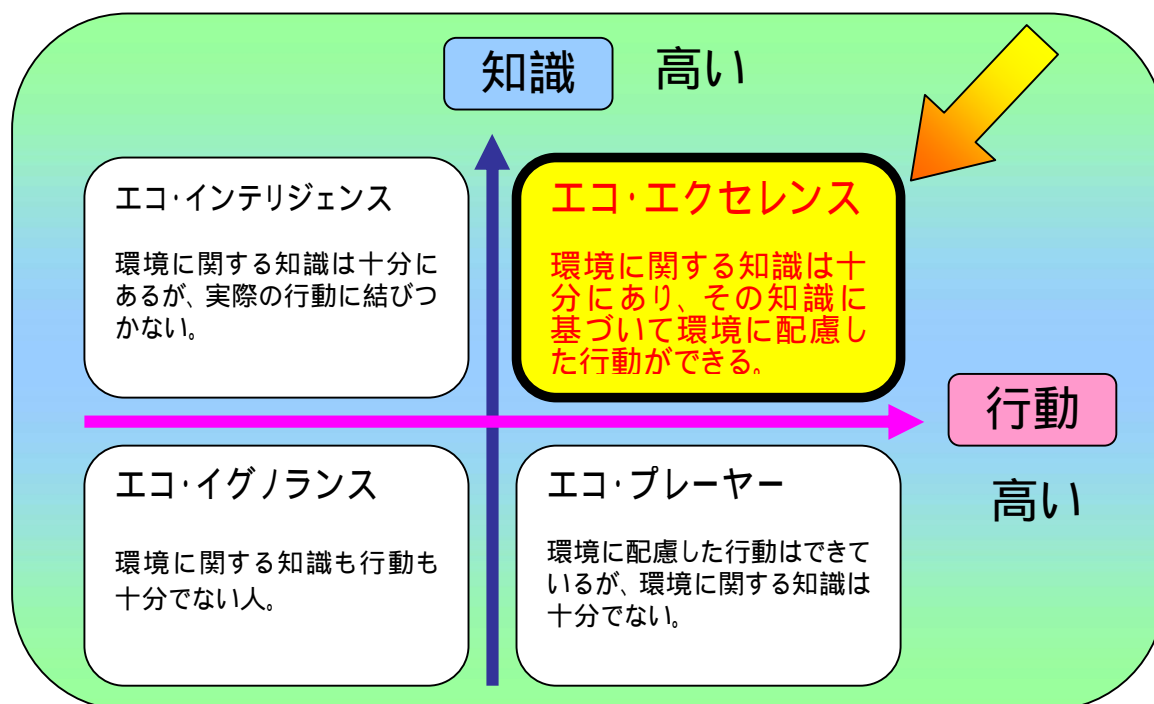 知識 高い
エコ・インテリジェンス
環境に関する知識は十分に
あるが、実際の行動に結びつ
かない。
エコ・エクセレンス
環境に関する知識は十
分にあり、その知識に
基づいて環境に配慮し
た行動ができる。
行動
高い
エコ・イグノランス
環境に関する知識も行動も
十分でない人。
エコ・プレーヤー
環境に配慮した行動はできて
いるが、環境に関する知識は
十分でない。